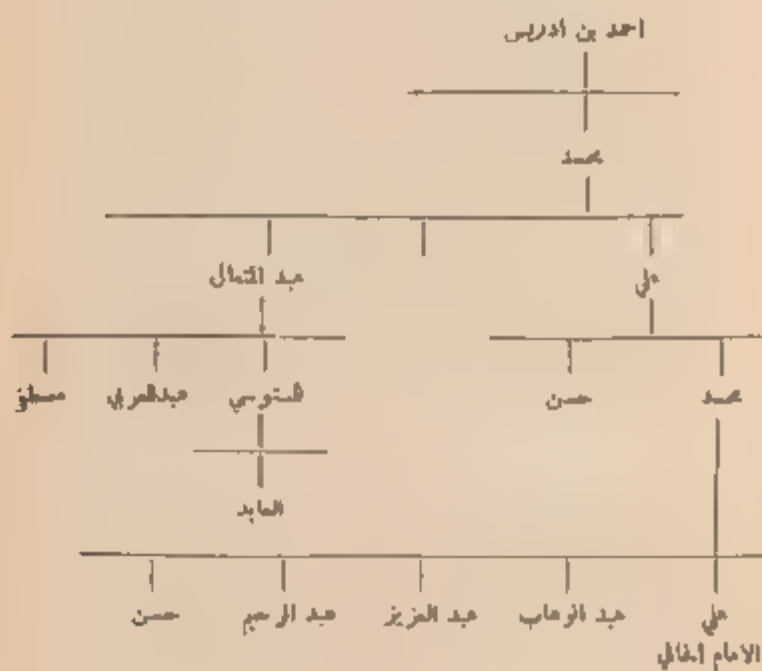 احمد بن ادريس
محمد
علي
عبد المتعال
محمد
حسن
السنوسي
عبدالعربي
مصطفى
العابد
علي
عبد الوهاب
عبد العزيز
عبد الرحيم
حسن
الامام الحالي